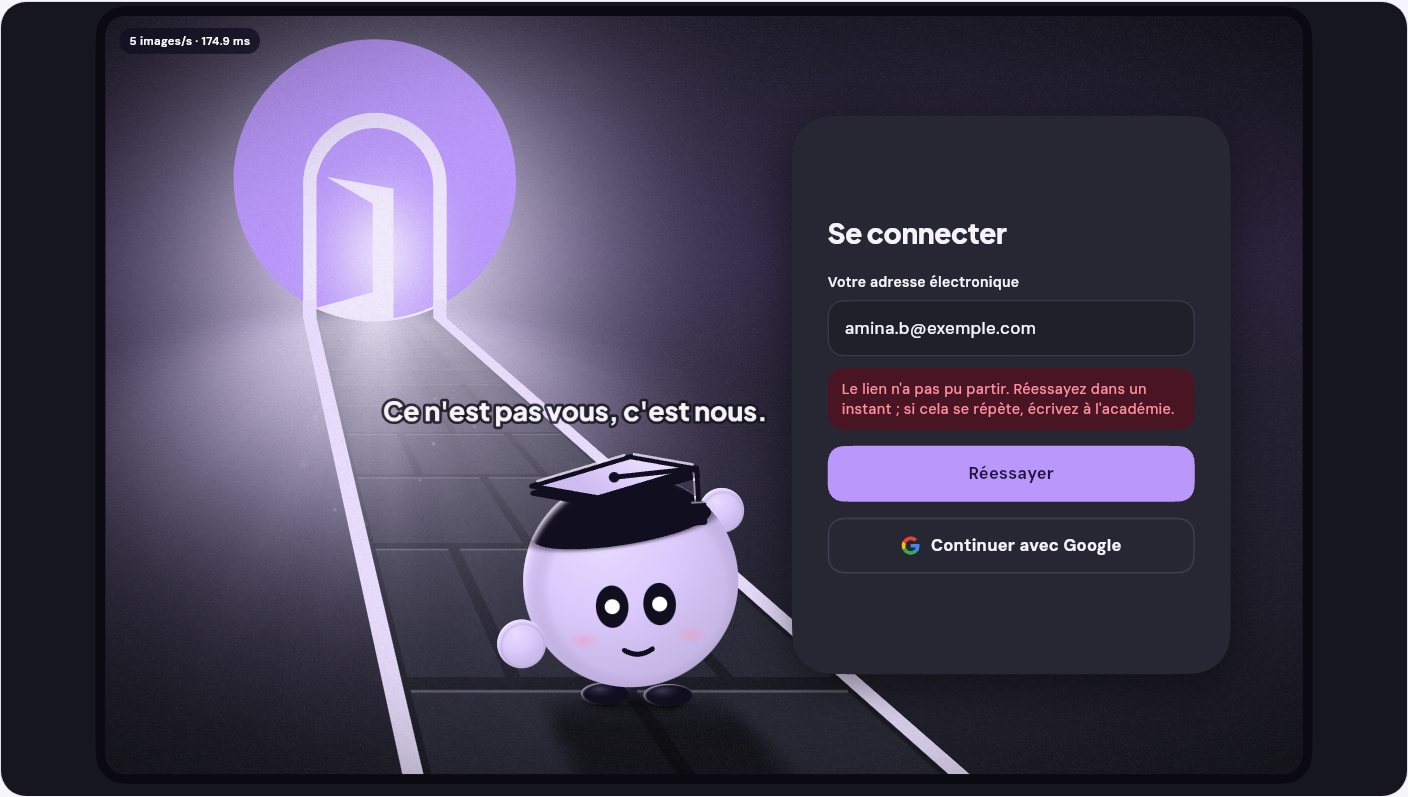 5 images/s · 174.9 ms
Se connecter
Votre adresse électronique
amina.b@exemple.com
Le lien n'a pas pu partir. Réessayez dans un
instant ; si cela se répète, écrivez à l'académie.
Ce n'est pas vous, c'est nous.
Réessayer
Continuer avec Google